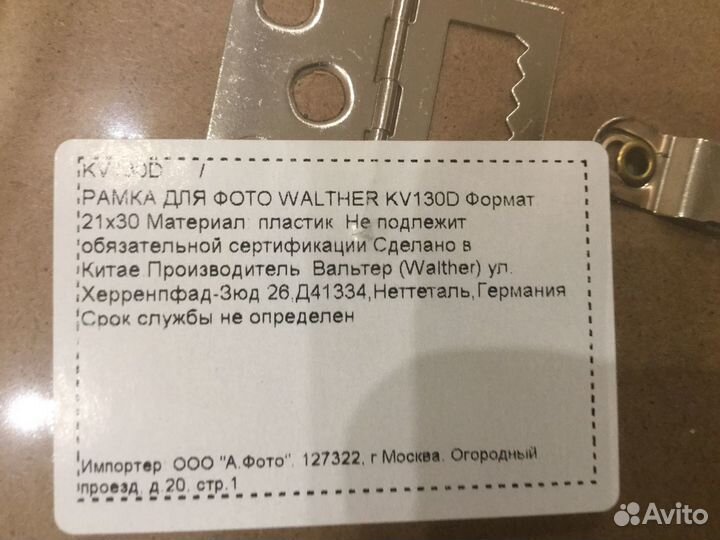 KV130D /
РАМКА ДЛЯ ФОТО WALTHER KV130D Формат
21x30 Материал: пластик. Не подлежит
обязательной сертификации.Сделано в
Китае.Производитель: Вальтер (Walther) ул.
Херренпфад-Зюд 26,Д41334,Неттеталь,Германия
Срок службы не определен
Импортер: ООО "А.Фото". 127322, г Москва. Огородный
проезд, д.20, стр.1
Avito